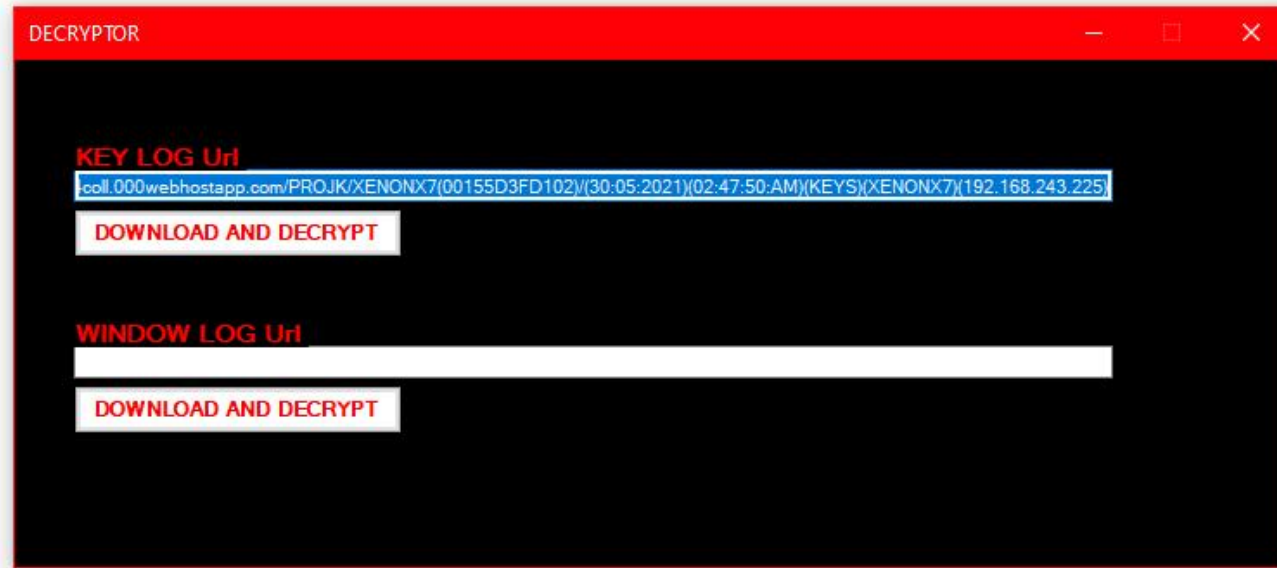 DECRYPTOR
KEY LOG Url
-coll.000webhostapp.com/PROJK/XENONX7(00155D3FD102)/(30:05:2021)(02:47:50:AM)(KEYS)(XENONX7)(192.168.243.225)
DOWNLOAD AND DECRYPT
WINDOW LOG Url
DOWNLOAD AND DECRYPT